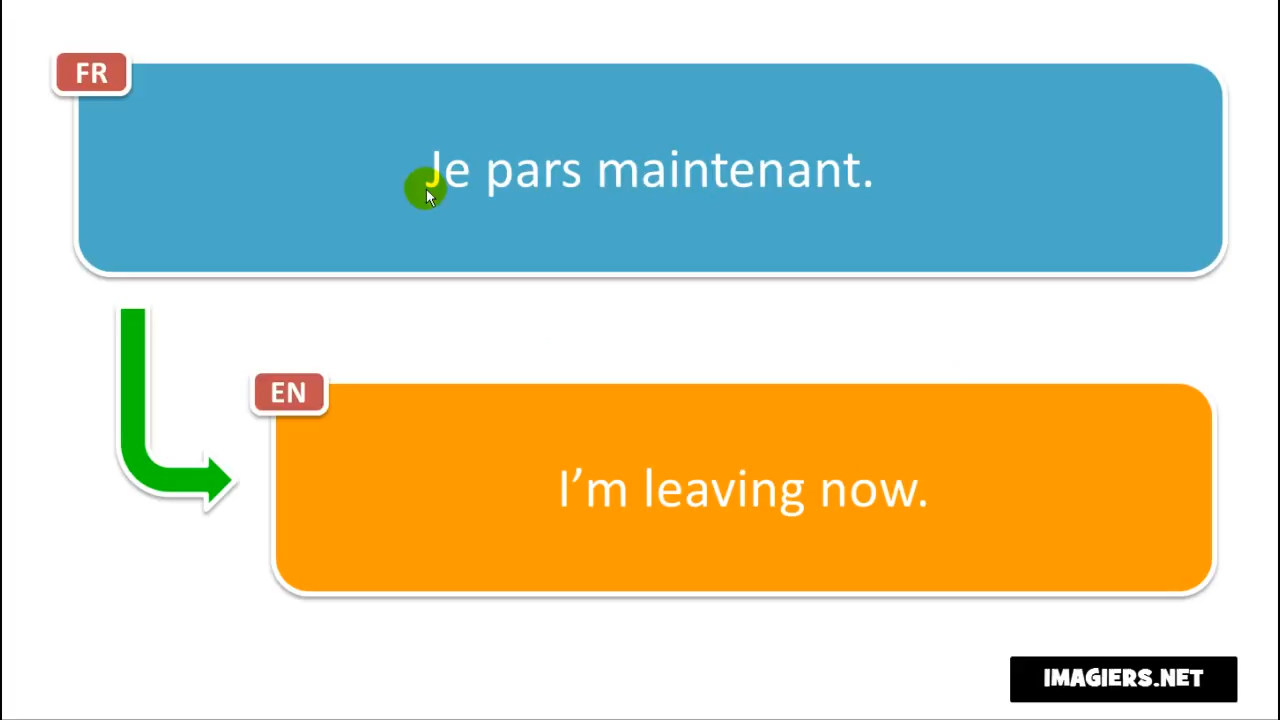 FR
Je pars maintenant.
EN
I’m leaving now.
IMAGIERS.NET